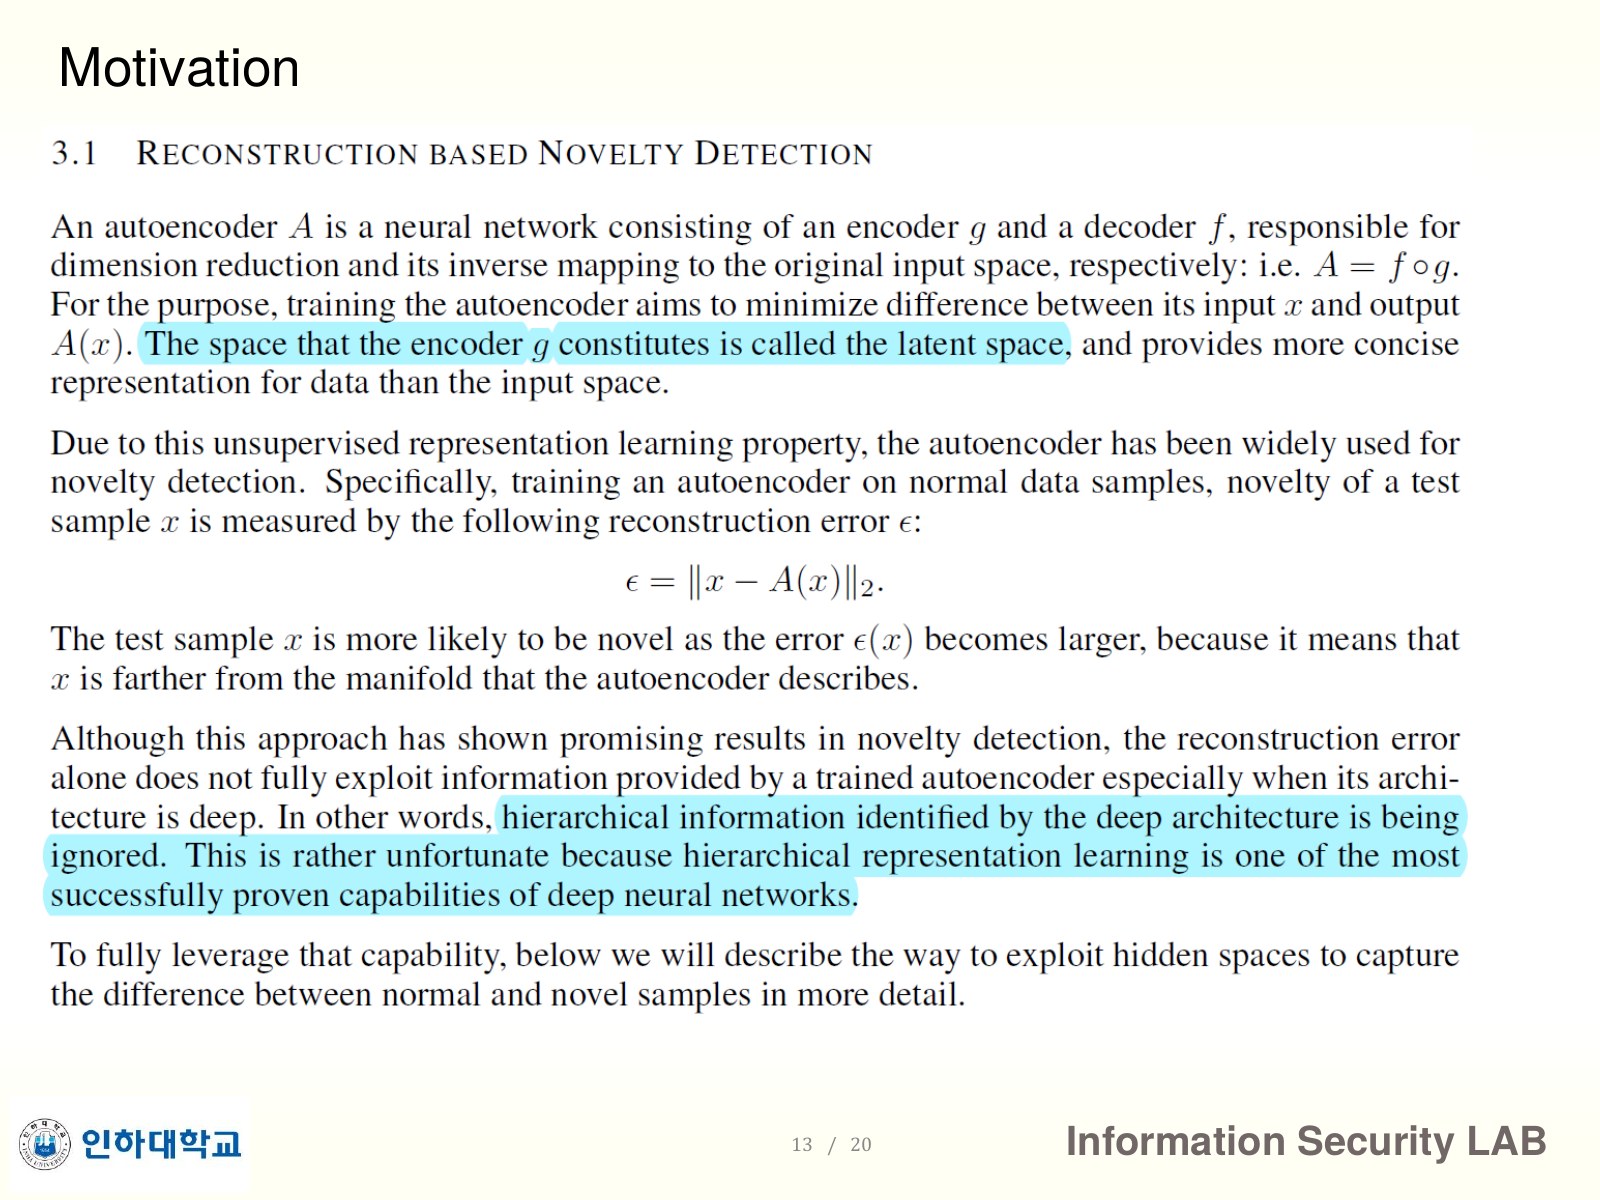 Motivation
3.1 RECONSTRUCTION BASED NOVELTY DETECTION
An autoencoder A is a neural network consisting of an encoder g and a decoder f, responsible for
dimension reduction and its inverse mapping to the original input space, respectively: i.e. A = f ∘ g.
For the purpose, training the autoencoder aims to minimize difference between its input x and output
A(x). The space that the encoder g constitutes is called the latent space, and provides more concise
representation for data than the input space.
Due to this unsupervised representation learning property, the autoencoder has been widely used for
novelty detection. Specifically, training an autoencoder on normal data samples, novelty of a test
sample x is measured by the following reconstruction error ϵ:
ϵ = ‖x − A(x)‖₂.
The test sample x is more likely to be novel as the error ϵ(x) becomes larger, because it means that
x is farther from the manifold that the autoencoder describes.
Although this approach has shown promising results in novelty detection, the reconstruction error
alone does not fully exploit information provided by a trained autoencoder especially when its archi-
tecture is deep. In other words, hierarchical information identified by the deep architecture is being
ignored. This is rather unfortunate because hierarchical representation learning is one of the most
successfully proven capabilities of deep neural networks.
To fully leverage that capability, below we will describe the way to exploit hidden spaces to capture
the difference between normal and novel samples in more detail.
인하대학교
13 / 20
Information Security LAB